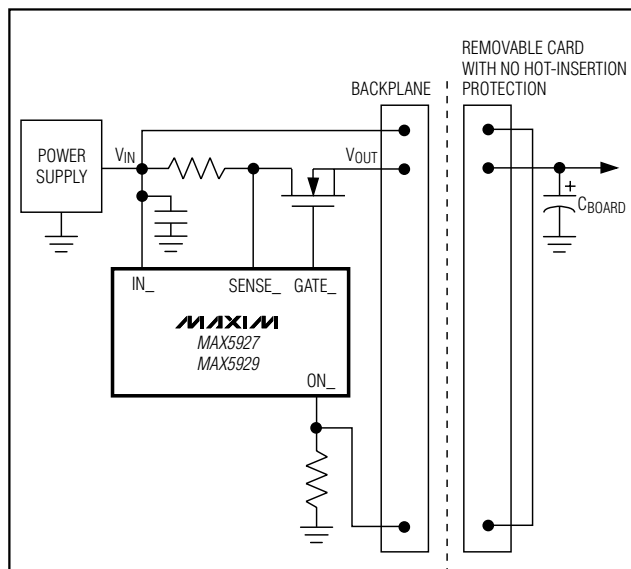 REMOVABLE CARD
WITH NO HOT-INSERTION
PROTECTION
BACKPLANE
POWER
SUPPLY
VIN
VOUT
+
CBOARD
IN_
SENSE_
GATE_
MAXIM
MAX5927
MAX5929
ON_